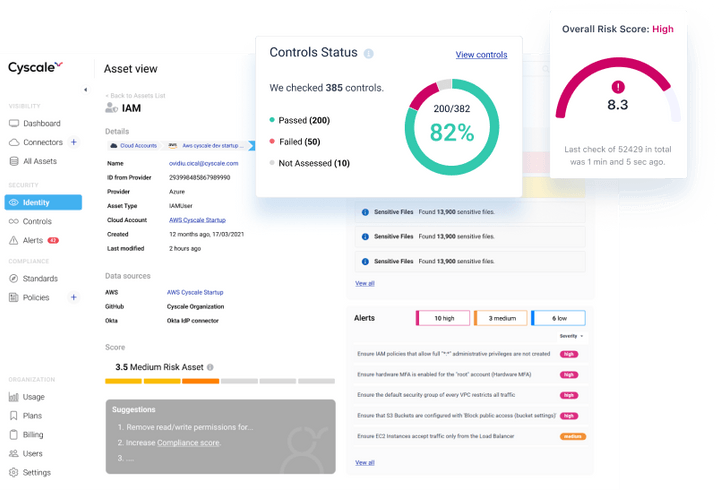 Cyscale
VISIBILITY
Dashboard
Connectors +
All Assets
SECURITY
Identity
Controls
Alerts 43
COMPLIANCE
Standards
Policies +
ORGANIZATION
Usage
Plans
Billing
Users
Settings
Asset view
< Back to Assets List
IAM
Details
Cloud Accounts aws Aws cyscale dev startup ...
Name ovidiu.cical@cyscale.com
ID from Provider 293998485867989990
Provider Azure
Asset Type IAMUser
Cloud Account AWS Cyscale Startup
Created 12 months ago, 17/03/2021
Last modified 2 hours ago
Data sources
AWS AWS Cyscale Startup
GitHub Cyscale Organization
Okta Okta IdP connector
Score
3.5 Medium Risk Asset
Suggestions
1. Remove read/write permissions for...
2. Increase Compliance score.
3. ....
Controls Status
View controls
We checked 385 controls.
Passed (200)
Failed (50)
Not Assessed (10)
200/382
82%
Overall Risk Score: High
8.3
Last check of 52429 in total
was 1 min and 5 sec ago.
Sensitive Files Found 13,900 sensitive files.
Sensitive Files Found 13,900 sensitive files.
Sensitive Files Found 13,900 sensitive files.
View all
Alerts
10 high
3 medium
6 low
Severity
Ensure IAM policies that allow full "*:*" administrative privileges are not created high
Ensure hardware MFA is enabled for the "root" account (Hardware MFA) high
Ensure the default security group of every VPC restricts all traffic high
Ensure that S3 Buckets are configured with 'Block public access (bucket settings)' high
Ensure EC2 Instances accept traffic only from the Load Balancer medium
View all